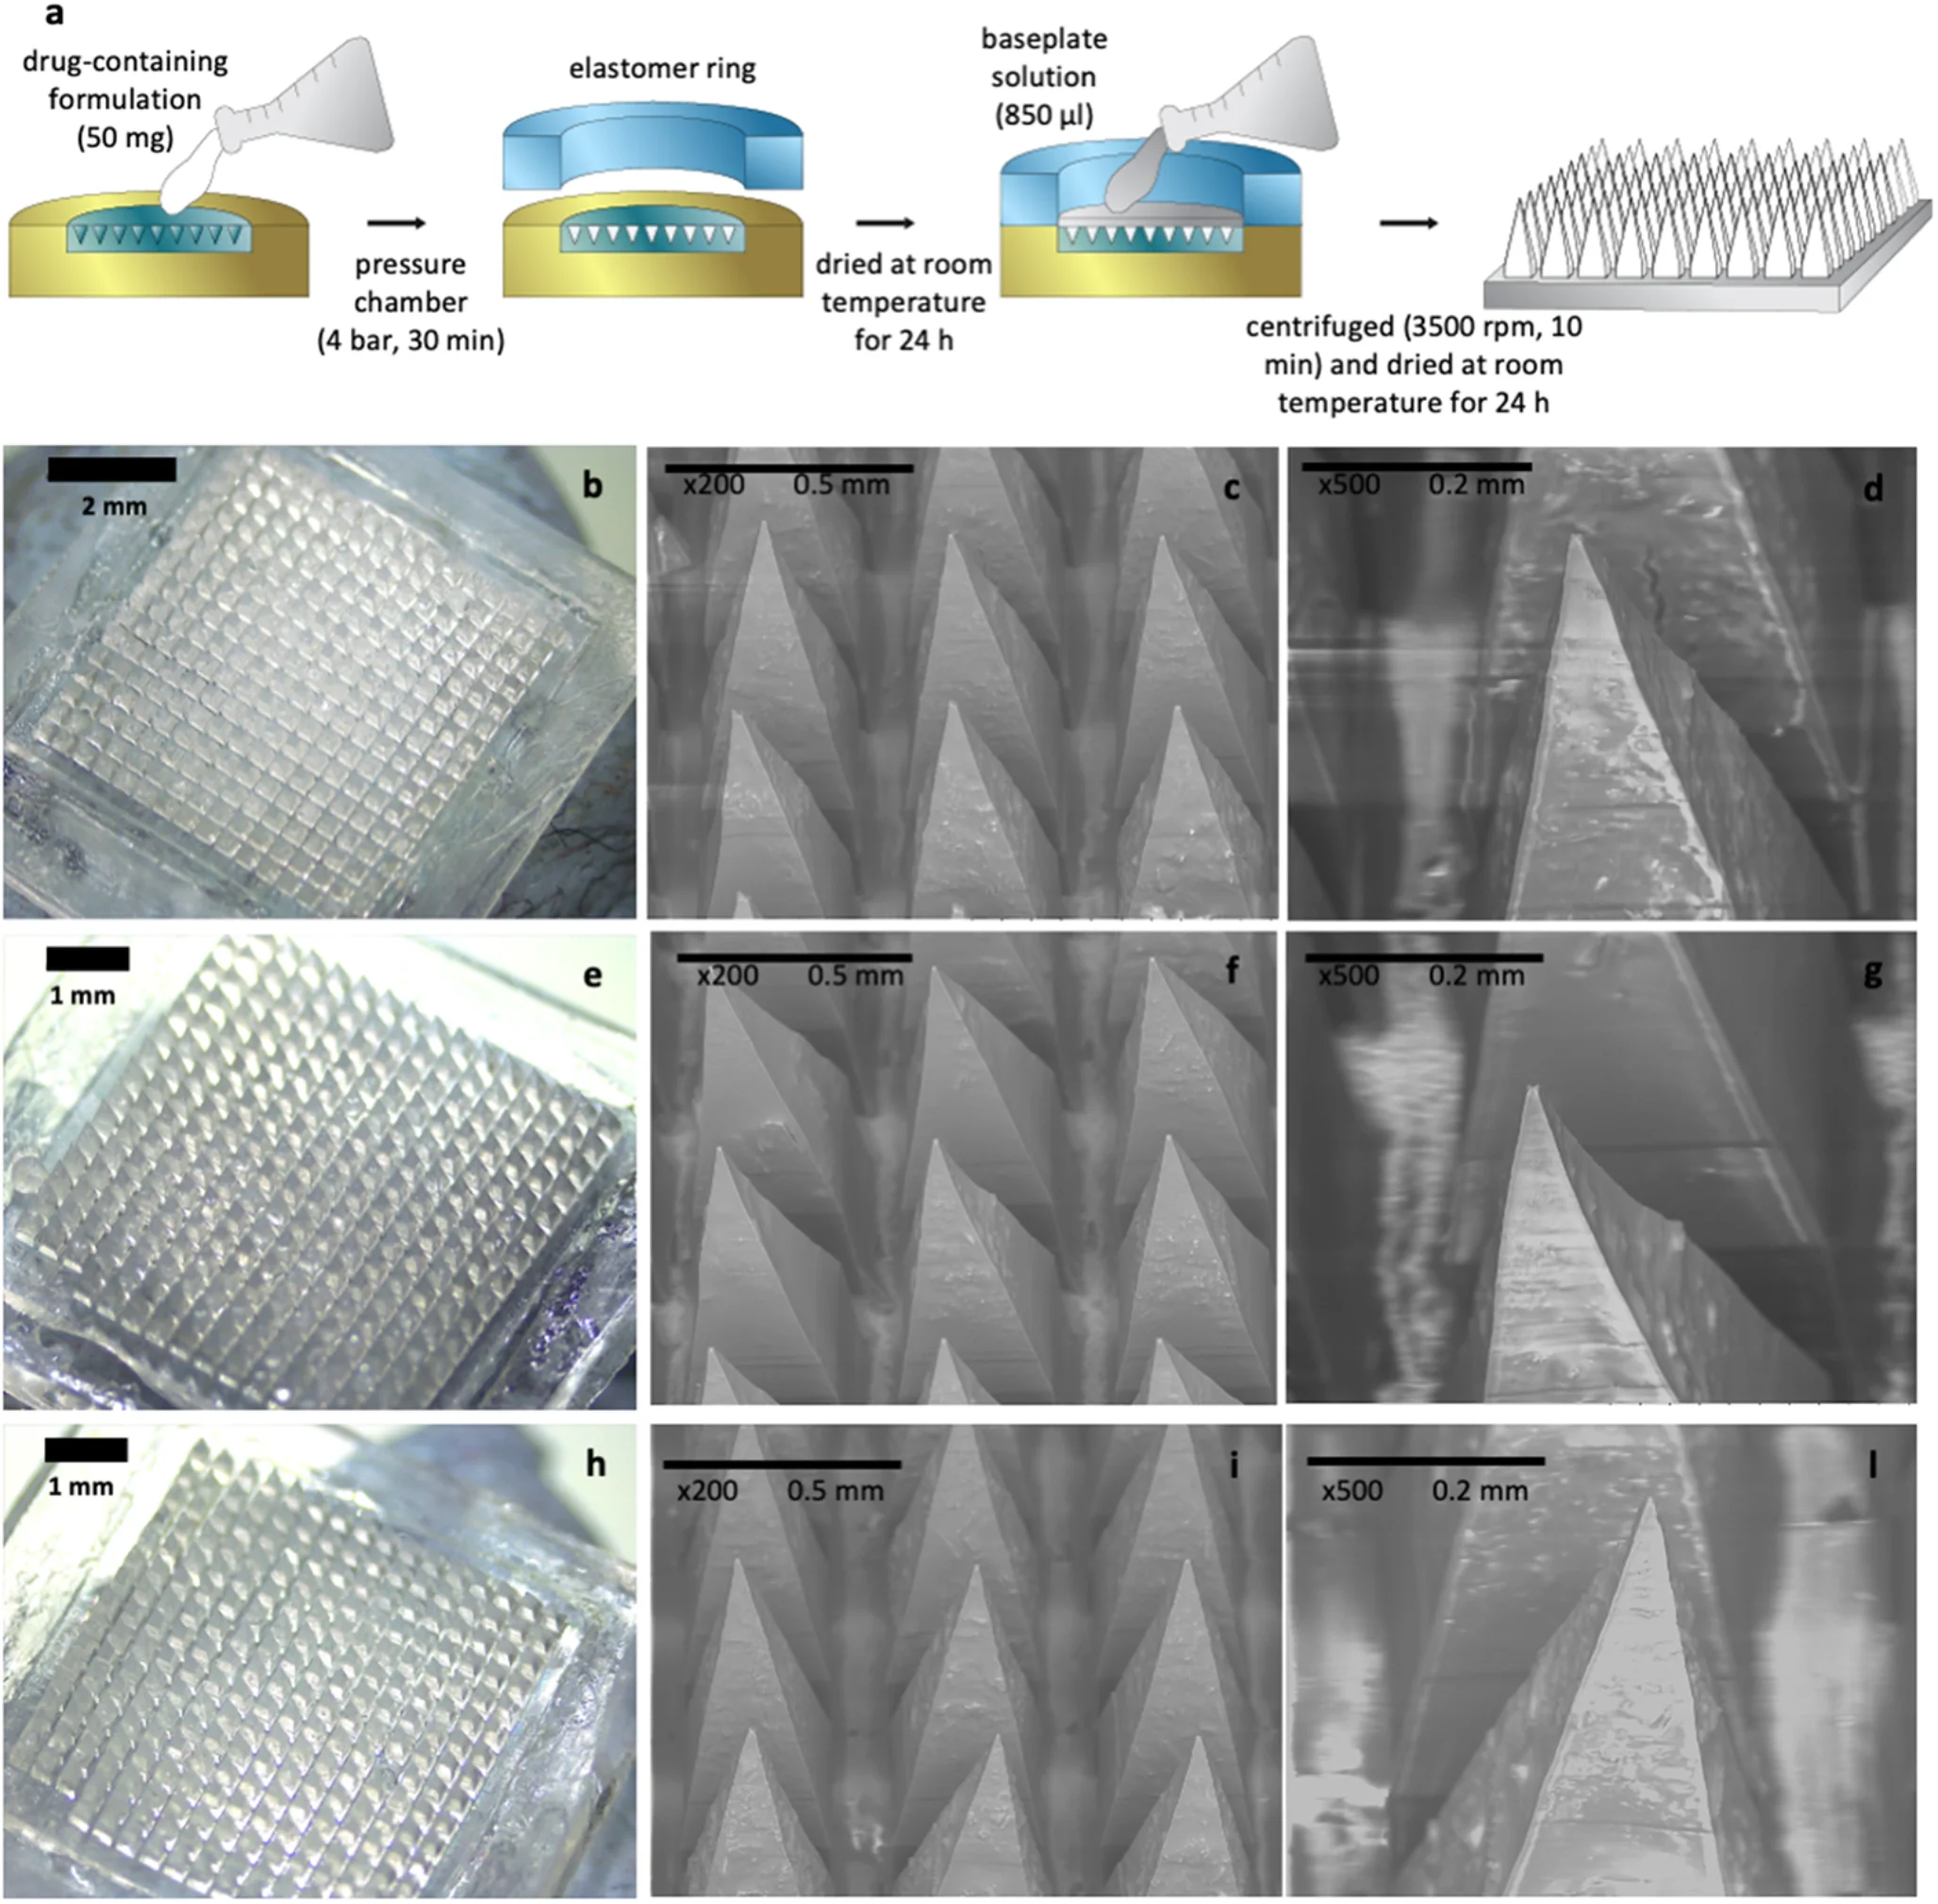 a
drug-containing
formulation
(50 mg)
pressure
chamber
(4 bar, 30 min)
elastomer ring
dried at room
temperature
for 24 h
baseplate
solution
(850 µl)
centrifuged (3500 rpm, 10
min) and dried at room
temperature for 24 h
b
2 mm
c
x200 0.5 mm
d
x500 0.2 mm
e
1 mm
f
x200 0.5 mm
g
x500 0.2 mm
h
1 mm
i
x200 0.5 mm
l
x500 0.2 mm